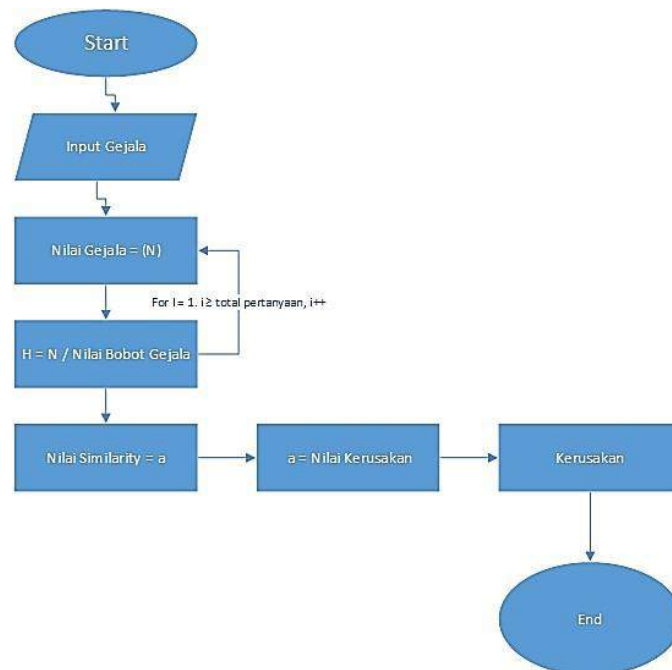 Start
Input Gejala
Nilai Gejala = (N)
For I = 1. i ≥ total pertanyaan, i++
H = N / Nilai Bobot Gejala
Nilai Similarity = a
a = Nilai Kerusakan
Kerusakan
End